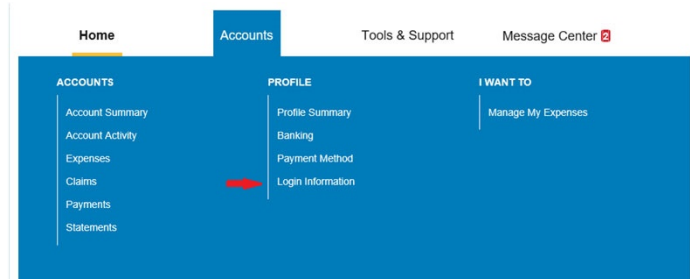 Home
Accounts
Tools & Support
Message Center 2
ACCOUNTS
Account Summary
Account Activity
Expenses
Claims
Payments
Statements
PROFILE
Profile Summary
Banking
Payment Method
Login Information
I WANT TO
Manage My Expenses